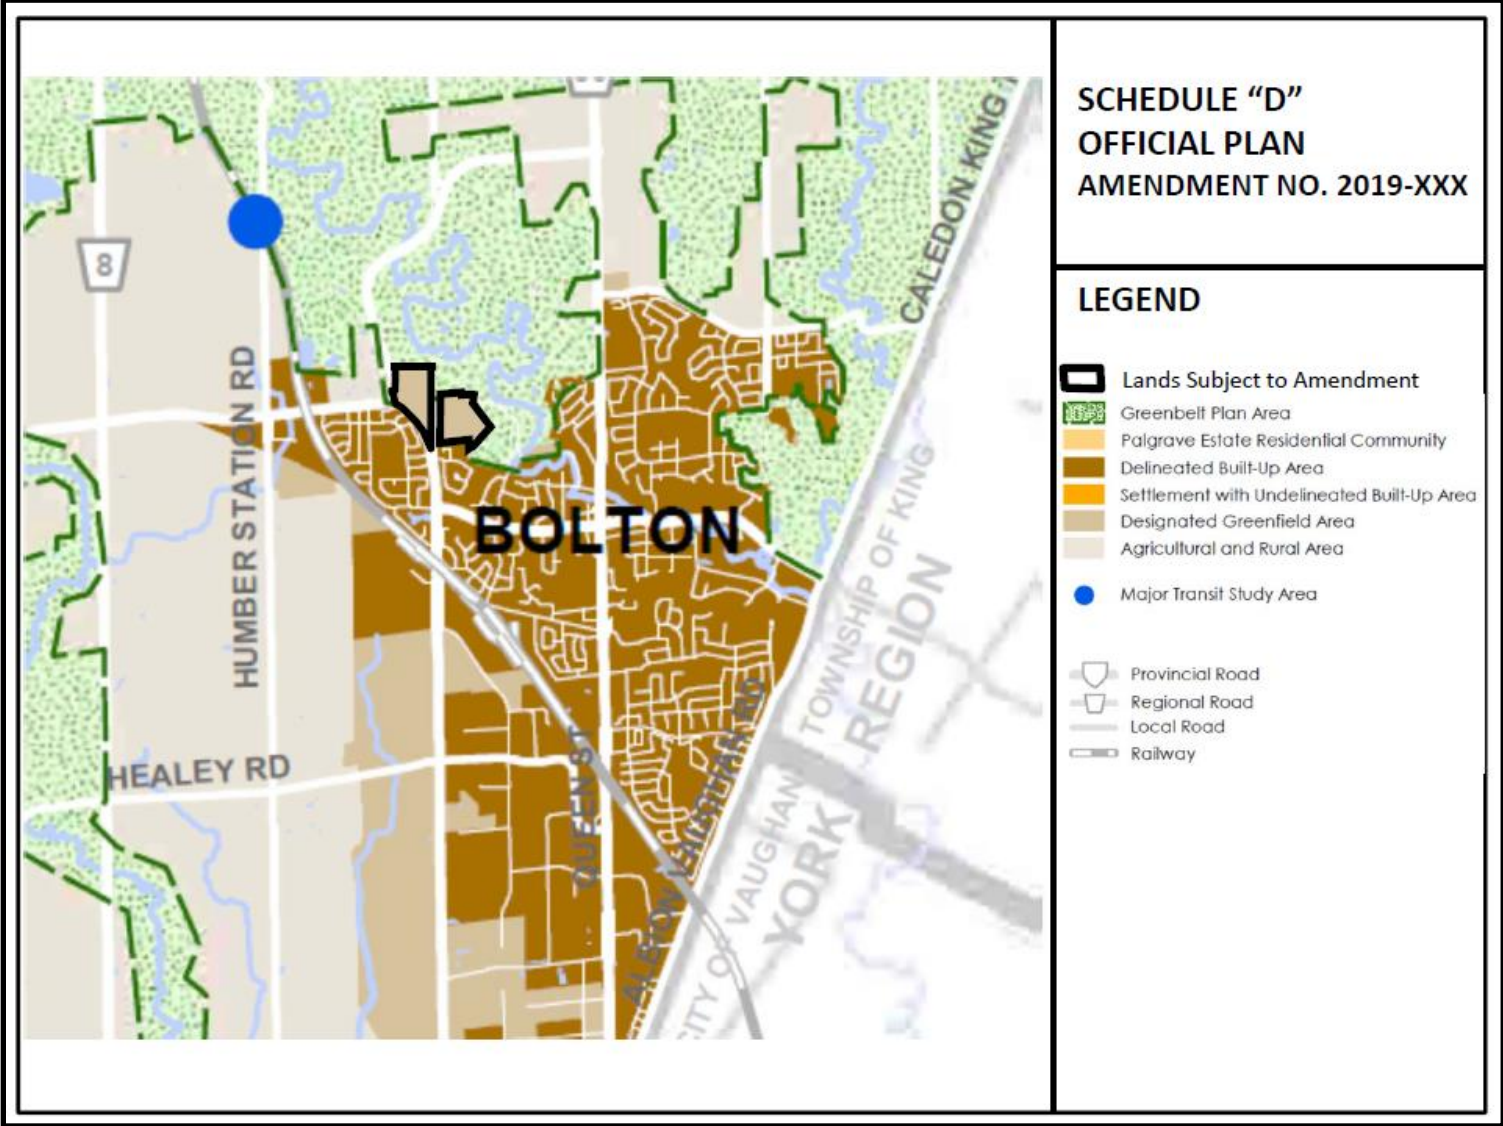 SCHEDULE “D”
OFFICIAL PLAN
AMENDMENT NO. 2019-XXX
LEGEND
Lands Subject to Amendment
Greenbelt Plan Area
Palgrave Estate Residential Community
Delineated Built-Up Area
Settlement with Undelineated Built-Up Area
Designated Greenfield Area
Agricultural and Rural Area
Major Transit Study Area
Provincial Road
Regional Road
Local Road
Railway
CALEDON KING
8
HUMBER STATION RD
BOLTON
TOWNSHIP OF KING
YORK REGION
HEALEY RD
QUEEN ST
ALBION VAUGHAN RD
CITY OF VAUGHAN